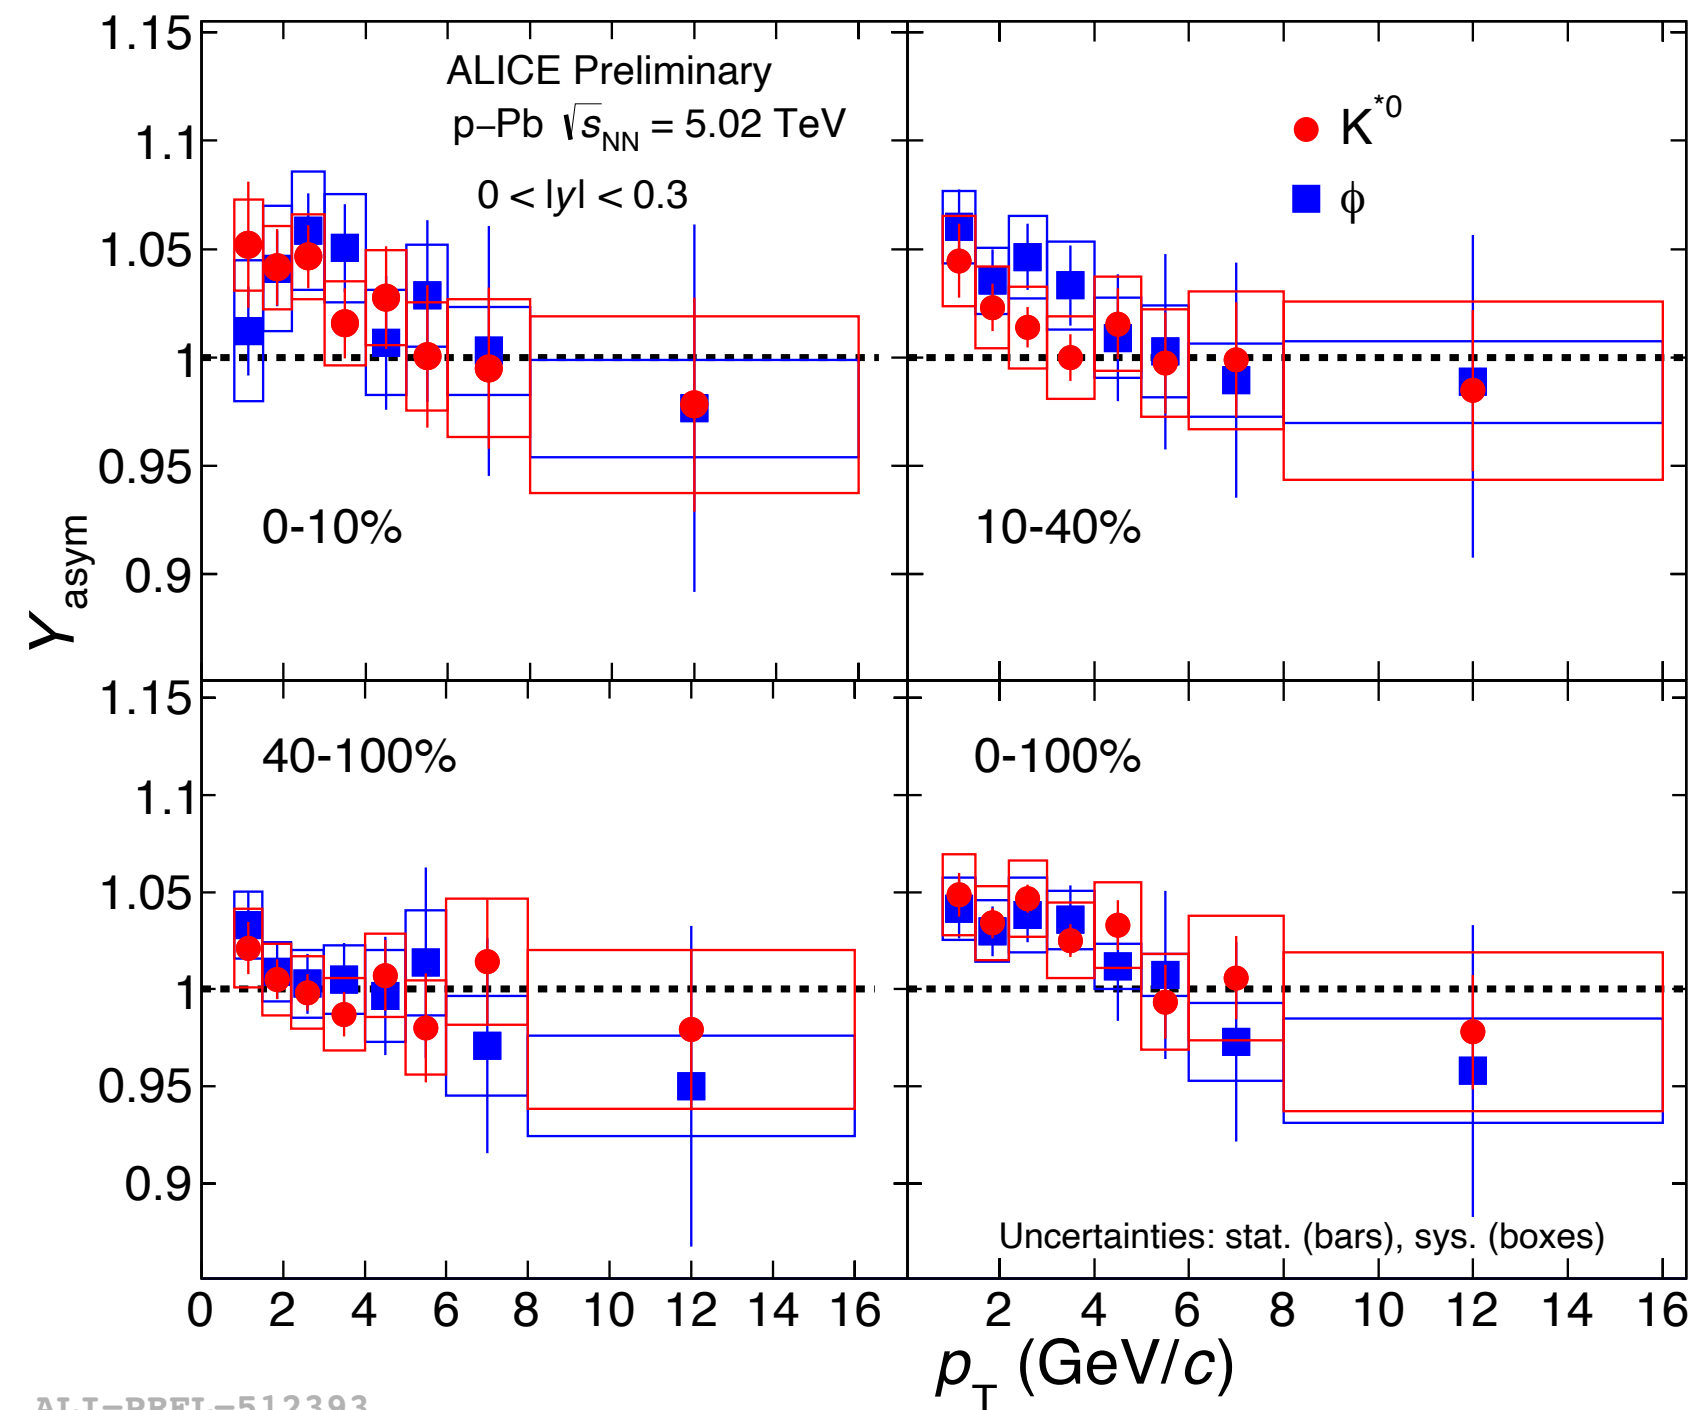 1.15
1.1
1.05
1
0.95
0.9
ALICE Preliminary
p–Pb √sNN = 5.02 TeV
0 < |y| < 0.3
0-10%
K*0
ϕ
10-40%
Yasym
1.15
1.1
1.05
1
0.95
0.9
40-100%
0-100%
Uncertainties: stat. (bars), sys. (boxes)
0 2 4 6 8 10 12 14 16 2 4 6 8 10 12 14 16
pT (GeV/c)
ALI-PREL-512393